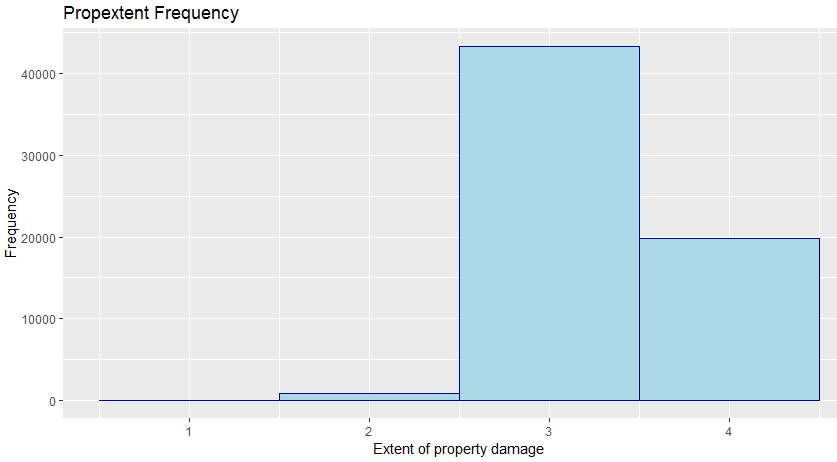 Propextent Frequency
40000
30000
20000
10000
0
Frequency
1 2 3 4
Extent of property damage